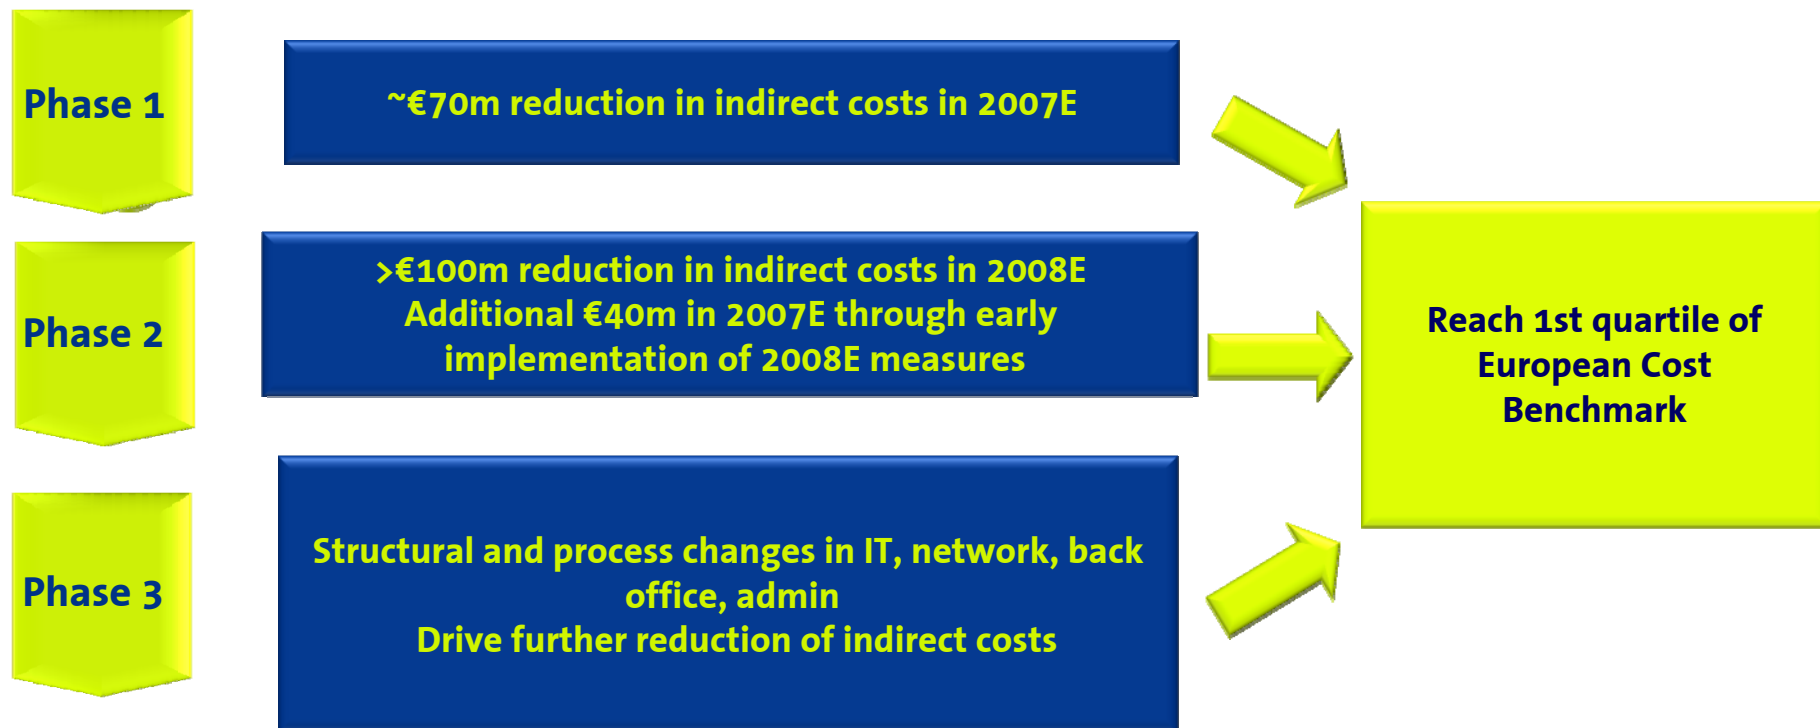 Phase 1
~€70m reduction in indirect costs in 2007E
Phase 2
>€100m reduction in indirect costs in 2008E
Additional €40m in 2007E through early
implementation of 2008E measures
Reach 1st quartile of
European Cost
Benchmark
Phase 3
Structural and process changes in IT, network, back
office, admin
Drive further reduction of indirect costs